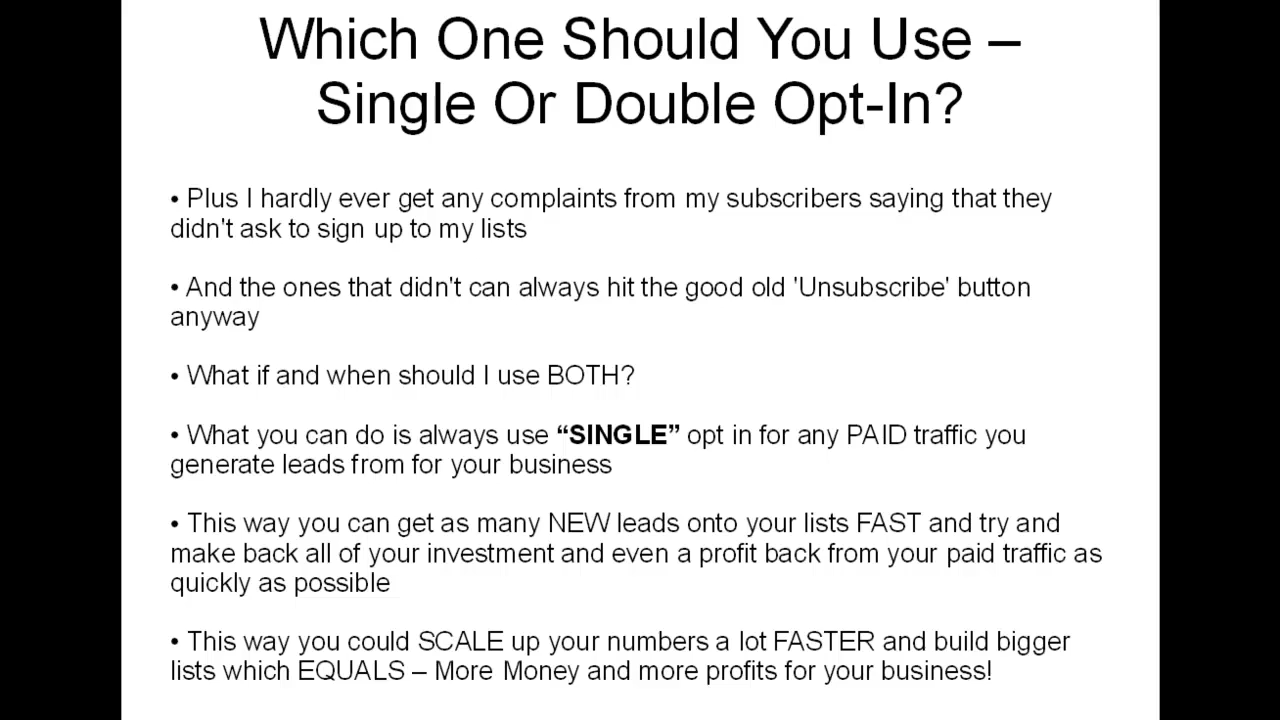 Which One Should You Use –
Single Or Double Opt-In?
• Plus I hardly ever get any complaints from my subscribers saying that they
didn't ask to sign up to my lists
• And the ones that didn't can always hit the good old 'Unsubscribe' button
anyway
• What if and when should I use BOTH?
• What you can do is always use “SINGLE” opt in for any PAID traffic you
generate leads from for your business
• This way you can get as many NEW leads onto your lists FAST and try and
make back all of your investment and even a profit back from your paid traffic as
quickly as possible
• This way you could SCALE up your numbers a lot FASTER and build bigger
lists which EQUALS – More Money and more profits for your business!